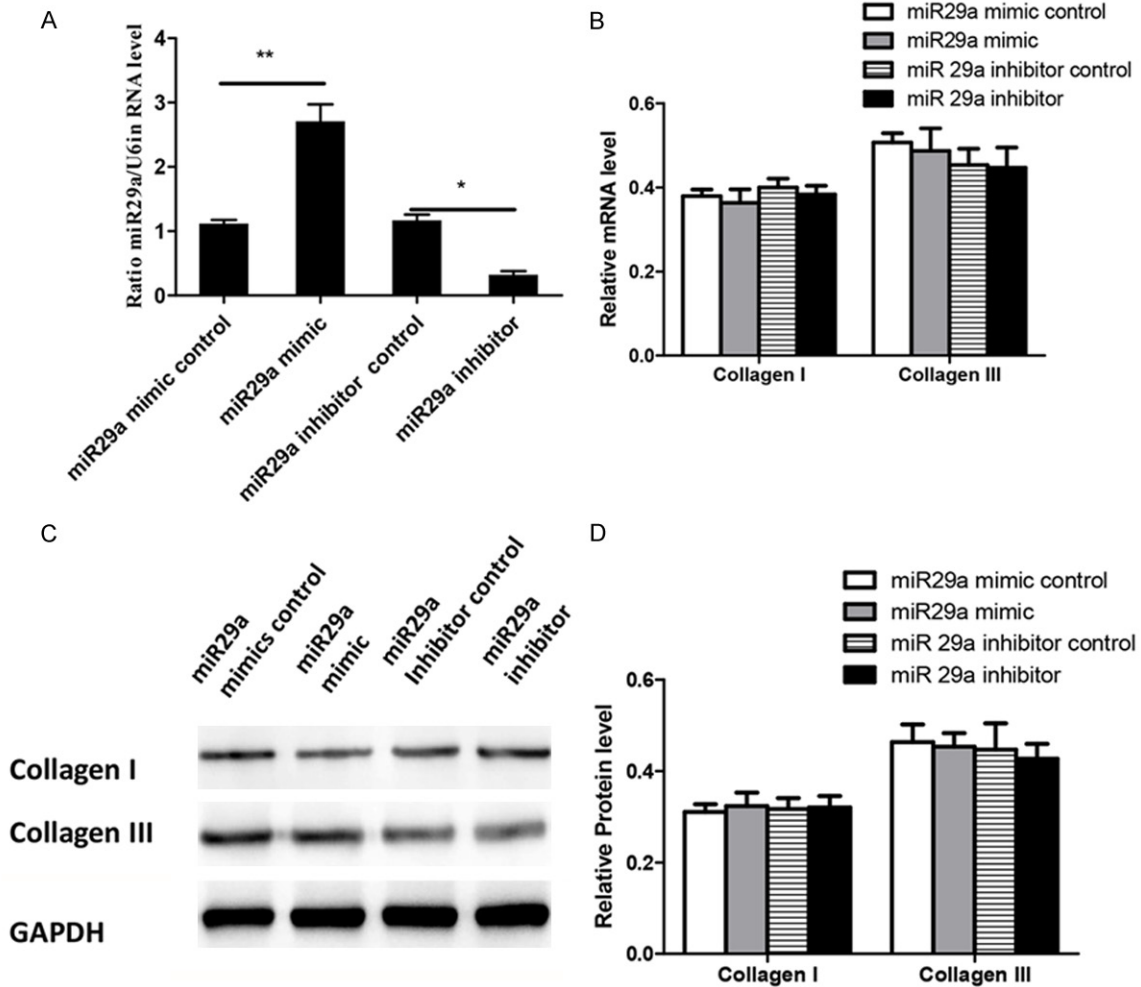 A
Ratio miR29a/U6in RNA level
4
3
2
1
0
**
*
miR29a mimic control
miR29a mimic
miR29a inhibitor control
miR29a inhibitor
B
miR29a mimic control
miR29a mimic
miR 29a inhibitor control
miR 29a inhibitor
Relative mRNA level
0.6
0.4
0.2
0.0
Collagen I
Collagen III
C
miR29a
mimics control
miR29a
mimic
miR29a
Inhibitor control
miR29a
inhibitor
Collagen I
Collagen III
GAPDH
D
miR29a mimic control
miR29a mimic
miR 29a inhibitor control
miR 29a inhibitor
Relative Protein level
0.6
0.4
0.2
0.0
Collagen I
Collagen III